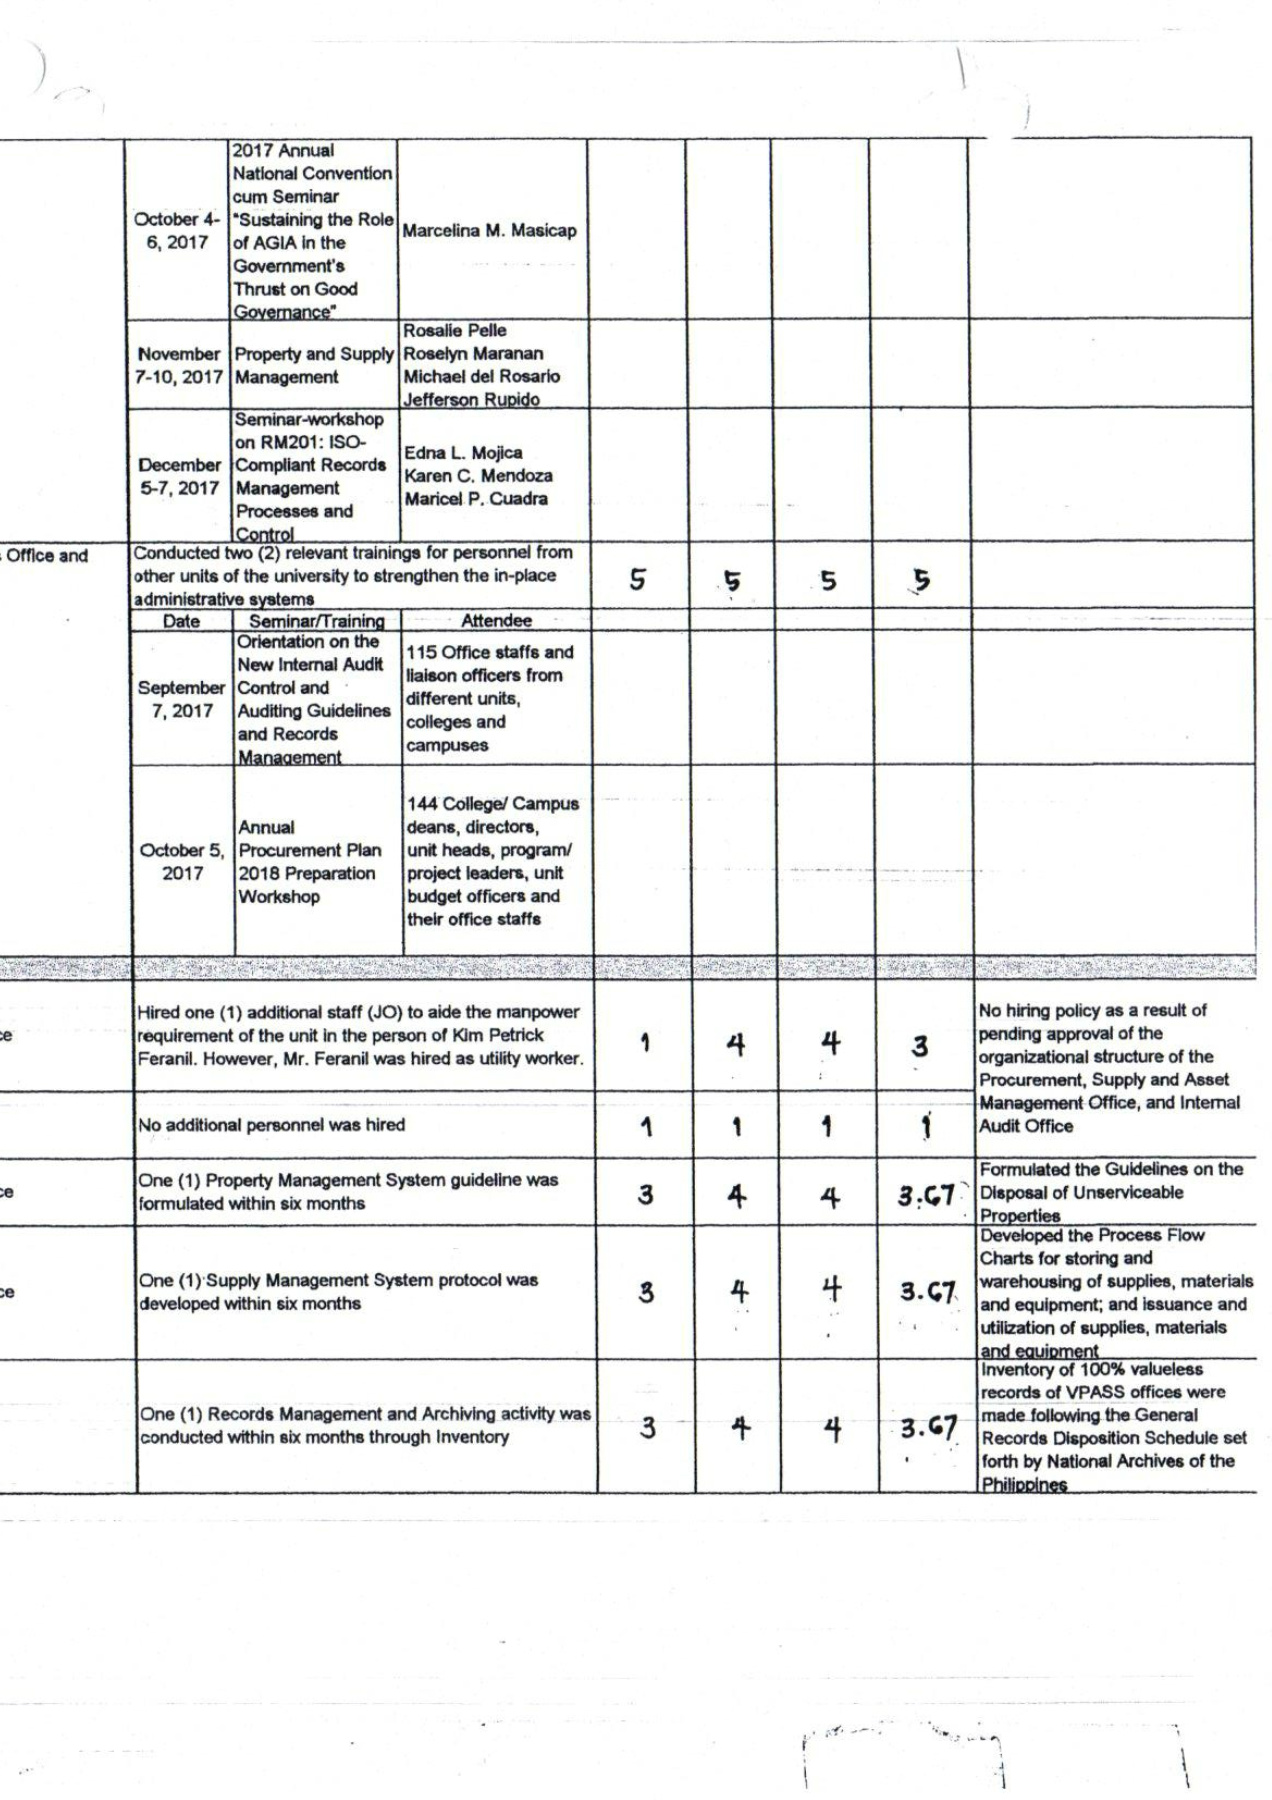 2017 Annual
National Convention
cum Seminar
"Sustaining the Role
of AGIA in the
Government's
Thrust on Good
Governance"
October 4-
6, 2017
Marcelina M. Masicap
November
7-10, 2017
Property and Supply
Management
Rosalie Pelle
Roselyn Maranan
Michael del Rosario
Jefferson Rupido
December
5-7, 2017
Seminar-workshop
on RM201: ISO-
Compliant Records
Management
Processes and
Control
Edna L. Mojica
Karen C. Mendoza
Maricel P. Cuadra
Office and
Conducted two (2) relevant trainings for personnel from
other units of the university to strengthen the in-place
administrative systems
5 5 5 5
Date Seminar/Training Attendee
September
7, 2017
Orientation on the
New Internal Audit
Control and
Auditing Guidelines
and Records
Management
115 Office staffs and
liaison officers from
different units,
colleges and
campuses
October 5,
2017
Annual
Procurement Plan
2018 Preparation
Workshop
144 College/ Campus
deans, directors,
unit heads, program/
project leaders, unit
budget officers and
their office staffs
ce
Hired one (1) additional staff (JO) to aide the manpower
requirement of the unit in the person of Kim Petrick
Feranil. However, Mr. Feranil was hired as utility worker.
1 4 4 3
No hiring policy as a result of
pending approval of the
organizational structure of the
Procurement, Supply and Asset
Management Office, and Internal
Audit Office
No additional personnel was hired
1 1 1 1
ce
One (1) Property Management System guideline was
formulated within six months
3 4 4 3.67
Formulated the Guidelines on the
Disposal of Unserviceable
Properties
ce
One (1) Supply Management System protocol was
developed within six months
3 4 4 3.67
Developed the Process Flow
Charts for storing and
warehousing of supplies, materials
and equipment; and issuance and
utilization of supplies, materials
and equipment
One (1) Records Management and Archiving activity was
conducted within six months through Inventory
3 4 4 3.67
Inventory of 100% valueless
records of VPASS offices were
made following the General
Records Disposition Schedule set
forth by National Archives of the
Philippines